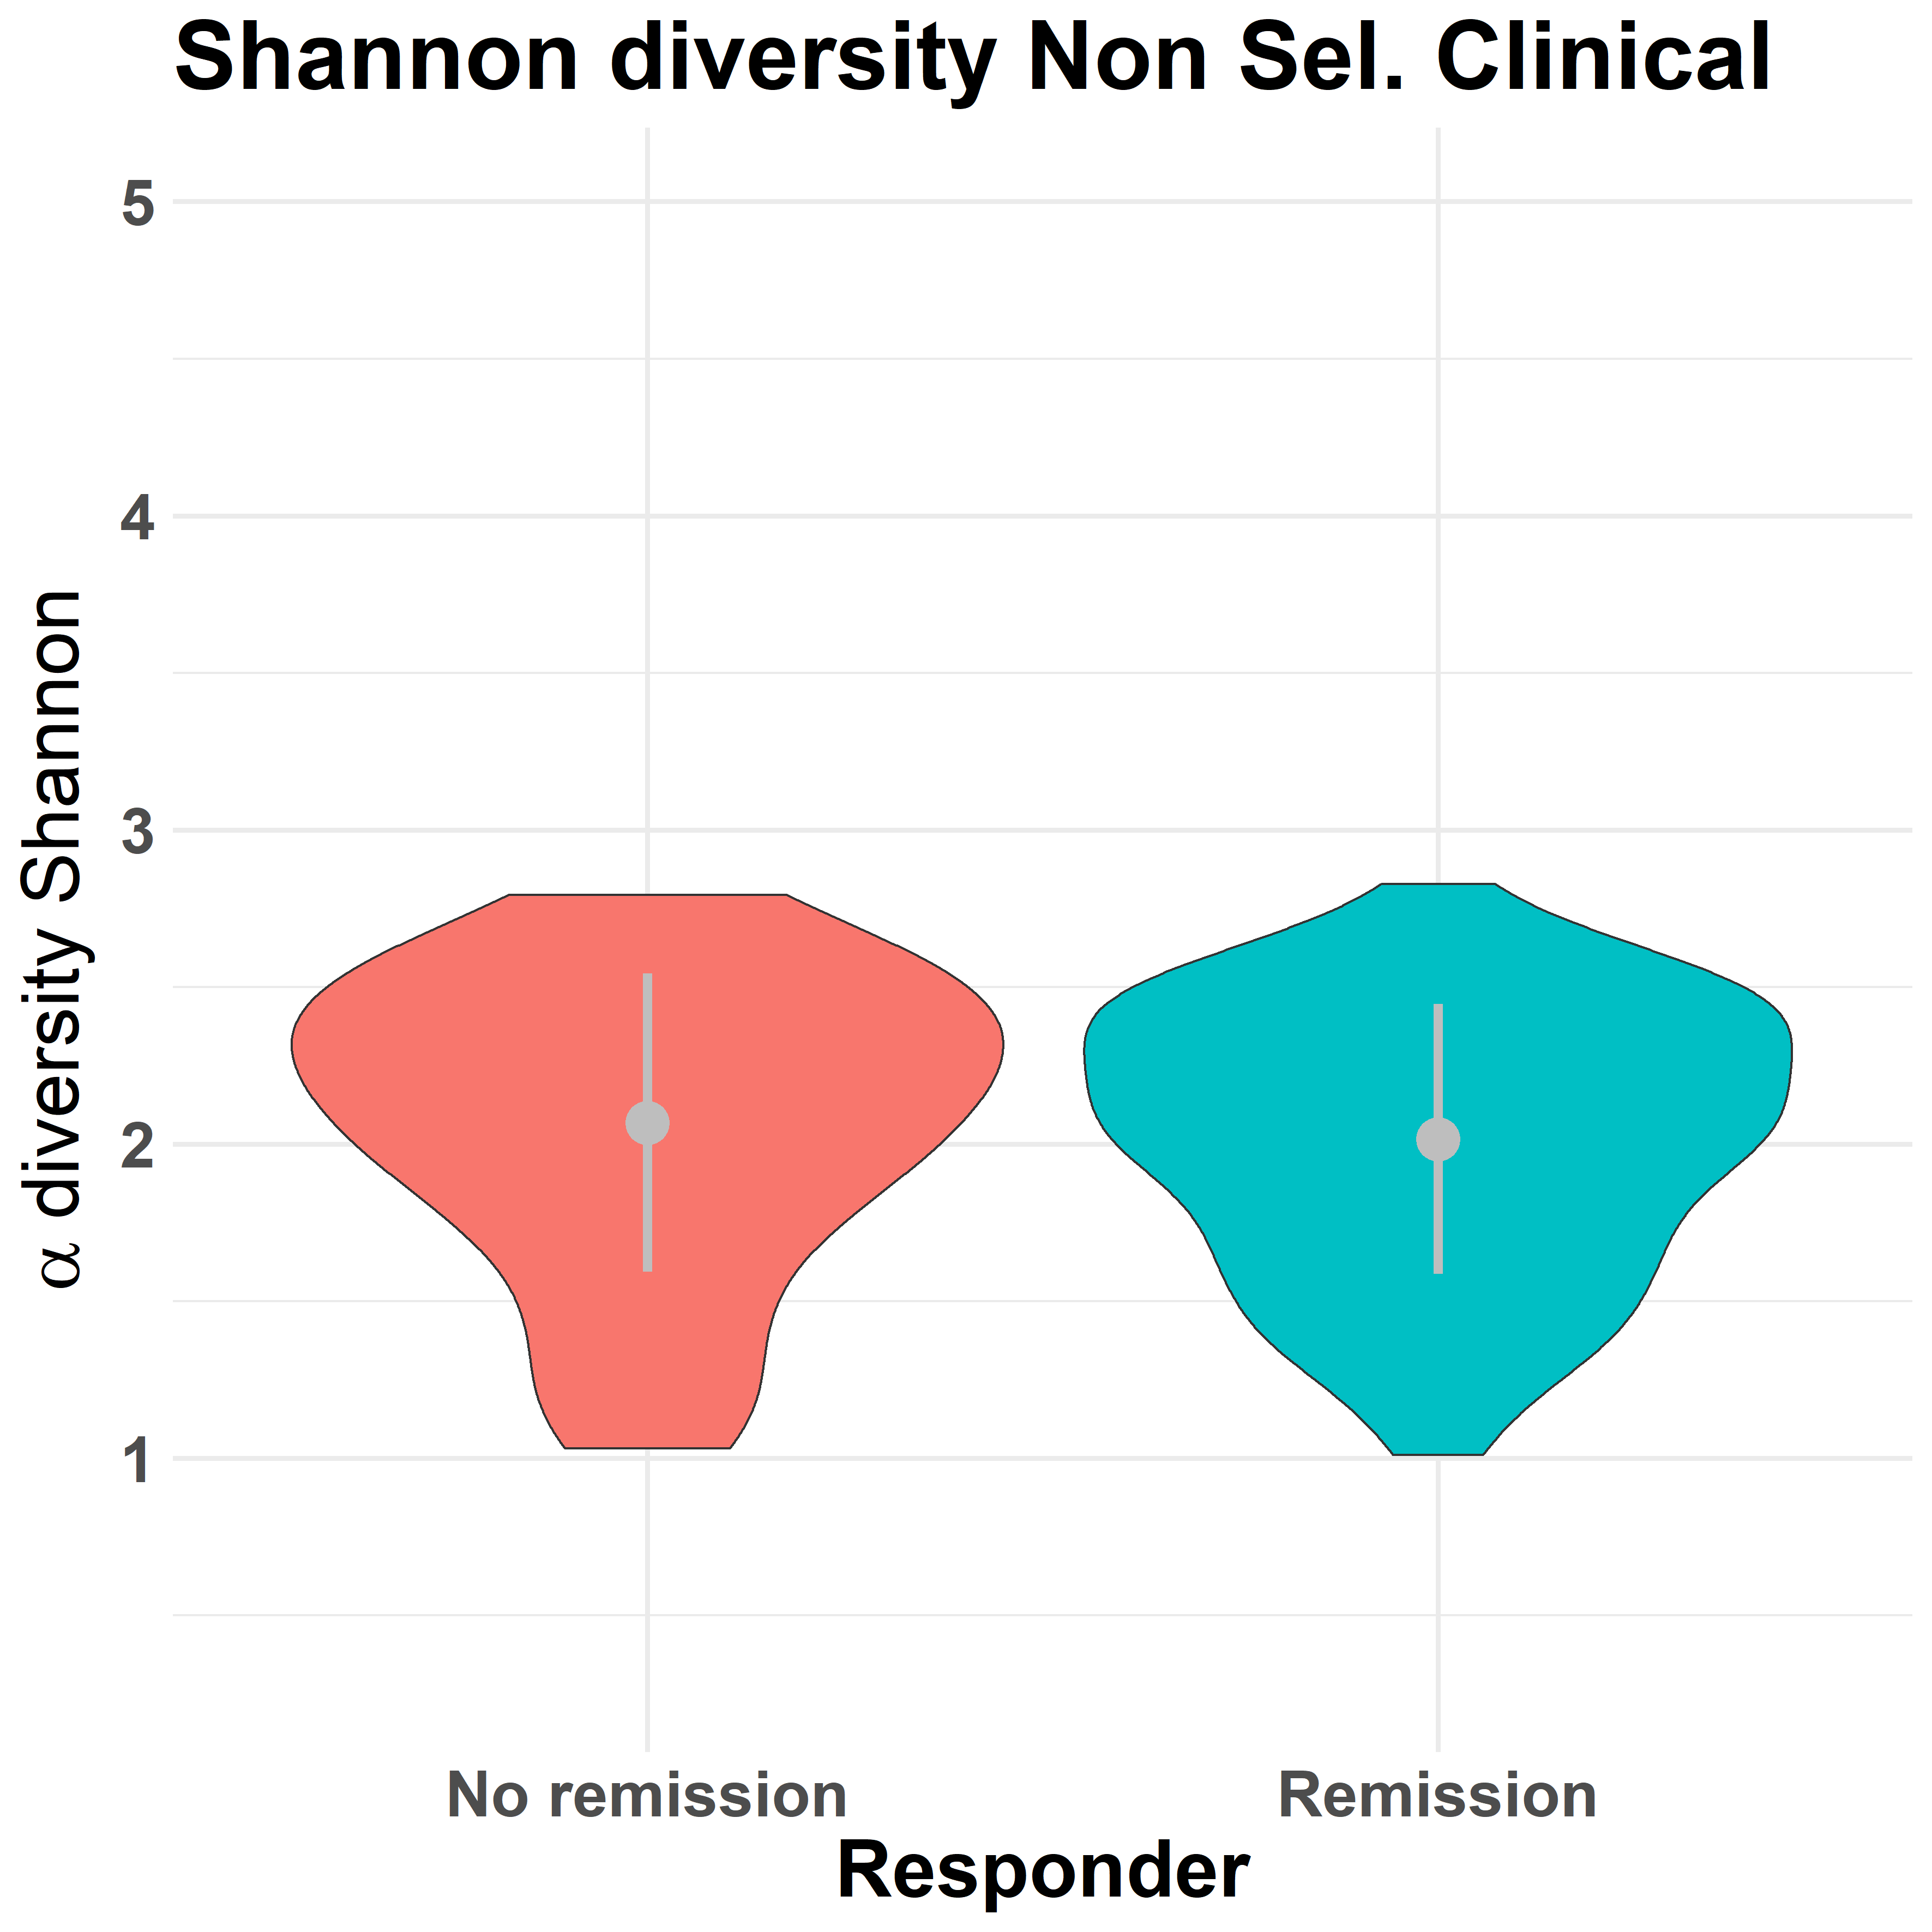 Shannon diversity Non Sel. Clinical
α diversity Shannon
5
4
3
2
1
No remission
Remission
Responder